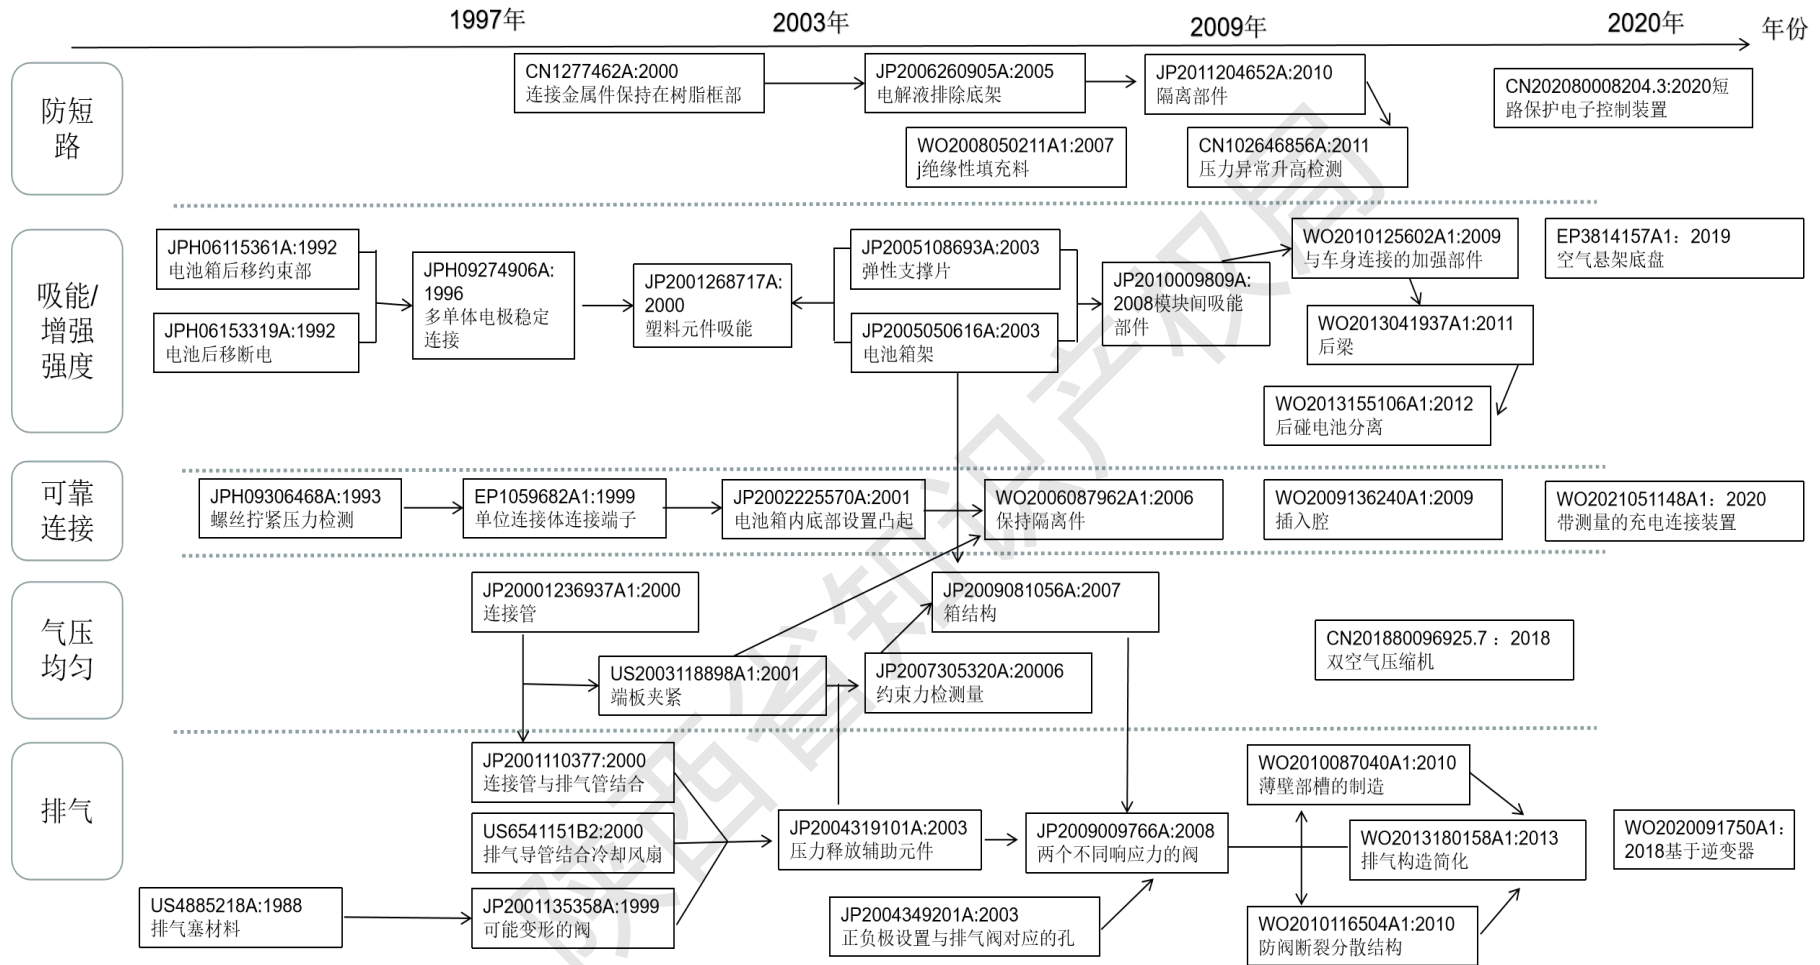 1997年
2003年
2009年
2020年
年份
防短
路
CN1277462A:2000
连接金属件保持在树脂框部
JP2006260905A:2005
电解液排除底架
JP2011204652A:2010
隔离部件
CN202080008204.3:2020短
路保护电子控制装置
WO2008050211A1:2007
j绝缘性填充料
CN102646856A:2011
压力异常升高检测
吸能/
增强
强度
JPH06115361A:1992
电池箱后移约束部
JPH06153319A:1992
电池后移断电
JPH09274906A:
1996
多单体电极稳定
连接
JP2001268717A:
2000
塑料元件吸能
JP2005108693A:2003
弹性支撑片
JP2005050616A:2003
电池箱架
JP2010009809A:
2008模块间吸能
部件
WO2010125602A1:2009
与车身连接的加强部件
WO2013041937A1:2011
后梁
WO2013155106A1:2012
后碰电池分离
EP3814157A1：2019
空气悬架底盘
可靠
连接
JPH09306468A:1993
螺丝拧紧压力检测
EP1059682A1:1999
单位连接体连接端子
JP2002225570A:2001
电池箱内底部设置凸起
WO2006087962A1:2006
保持隔离件
WO2009136240A1:2009
插入腔
WO2021051148A1：2020
带测量的充电连接装置
气压
均匀
JP20001236937A1:2000
连接管
US2003118898A1:2001
端板夹紧
JP2009081056A:2007
箱结构
JP2007305320A:20006
约束力检测量
CN201880096925.7 ：2018
双空气压缩机
排气
JP2001110377:2000
连接管与排气管结合
US6541151B2:2000
排气导管结合冷却风扇
US4885218A:1988
排气塞材料
JP2001135358A:1999
可能变形的阀
JP2004319101A:2003
压力释放辅助元件
JP2004349201A:2003
正负极设置与排气阀对应的孔
JP2009009766A:2008
两个不同响应力的阀
WO2010087040A1:2010
薄壁部槽的制造
WO2013180158A1:2013
排气构造简化
WO2010116504A1:2010
防阀断裂分散结构
WO2020091750A1：
2018基于逆变器
陕西省知识产权局